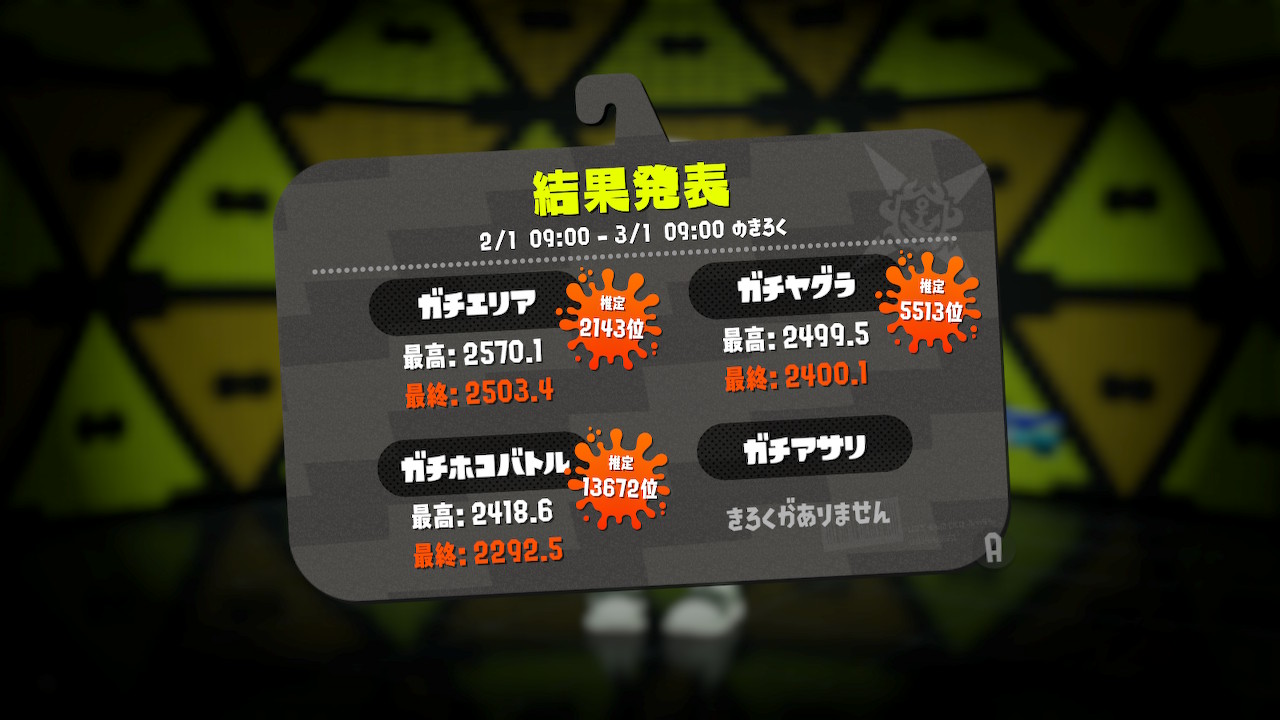 結果発表
2/1 09:00 - 3/1 09:00 のきろく
ガチエリア
推定
2143位
最高: 2570.1
最終: 2503.4
ガチヤグラ
推定
5513位
最高: 2499.5
最終: 2400.1
ガチホコバトル
推定
13672位
最高: 2418.6
最終: 2292.5
ガチアサリ
きろくがありません
A